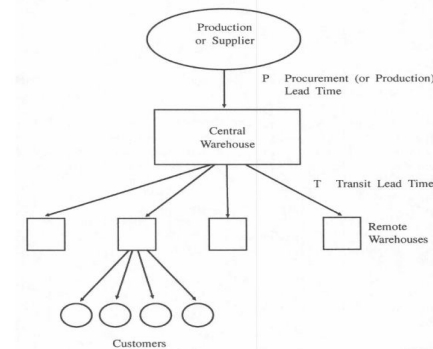 Production
or Supplier
P Procurement (or Production)
Lead Time
Central
Warehouse
T Transit Lead Time
Remote
Warehouses
Customers